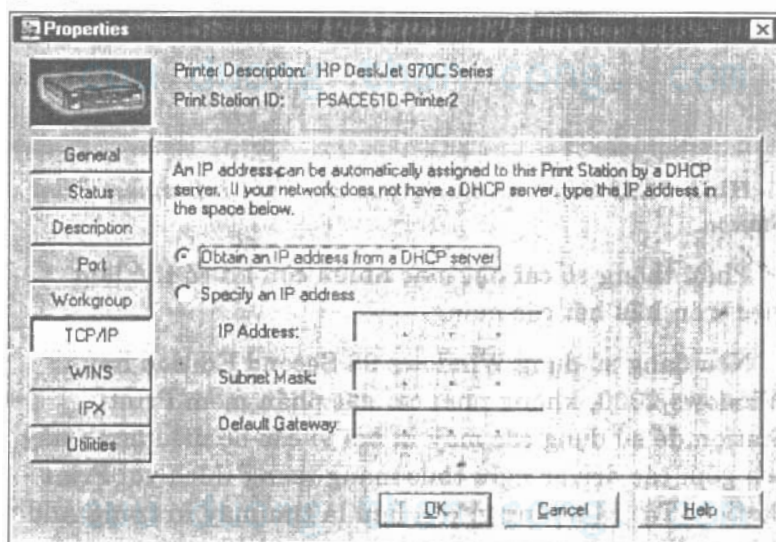 Properties
Printer Description: HP DeskJet 970C Series
Print Station ID: PSACE61D-Printer2
General
Status
Description
Port
Workgroup
TCP/IP
WINS
IPX
Utilities
An IP address can be automatically assigned to this Print Station by a DHCP
server. If your network does not have a DHCP server, type the IP address in
the space below.
Obtain an IP address from a DHCP server
Specify an IP address
IP Address:
Subnet Mask:
Default Gateway:
OK
Cancel
Help